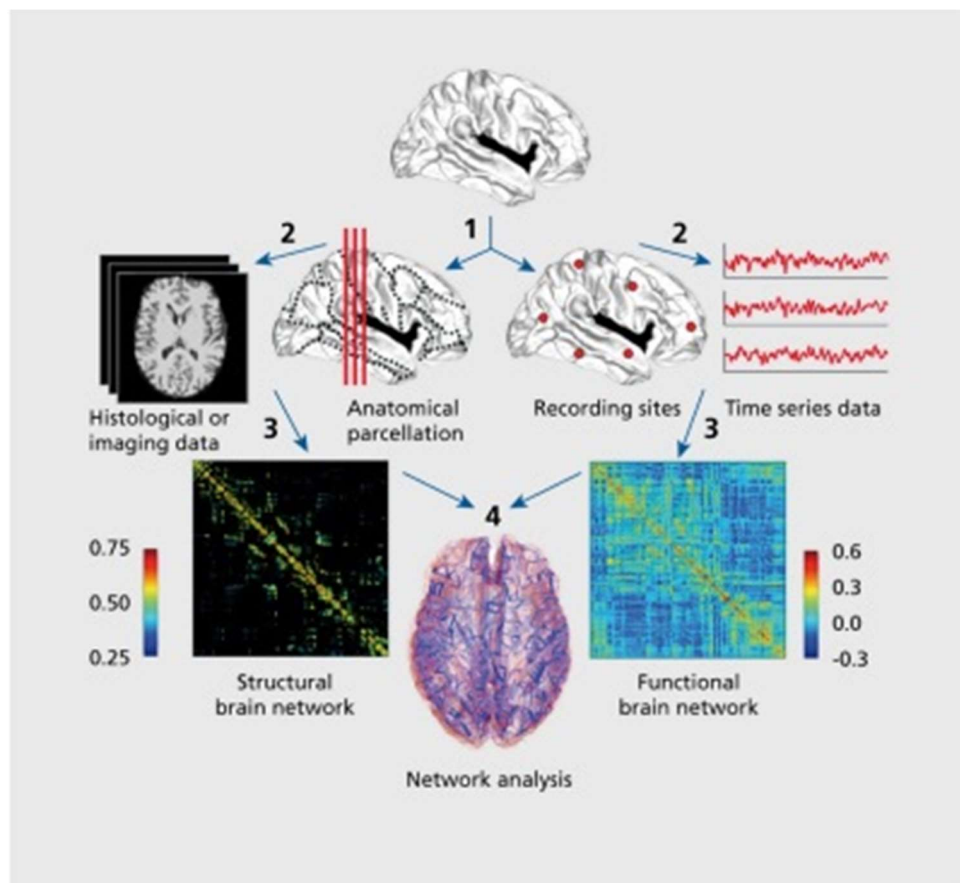 1
2
2
Histological or
imaging data
Anatomical
parcellation
Recording sites
Time series data
3
3
4
0.75
0.50
0.25
0.6
0.3
0.0
-0.3
Structural
brain network
Functional
brain network
Network analysis